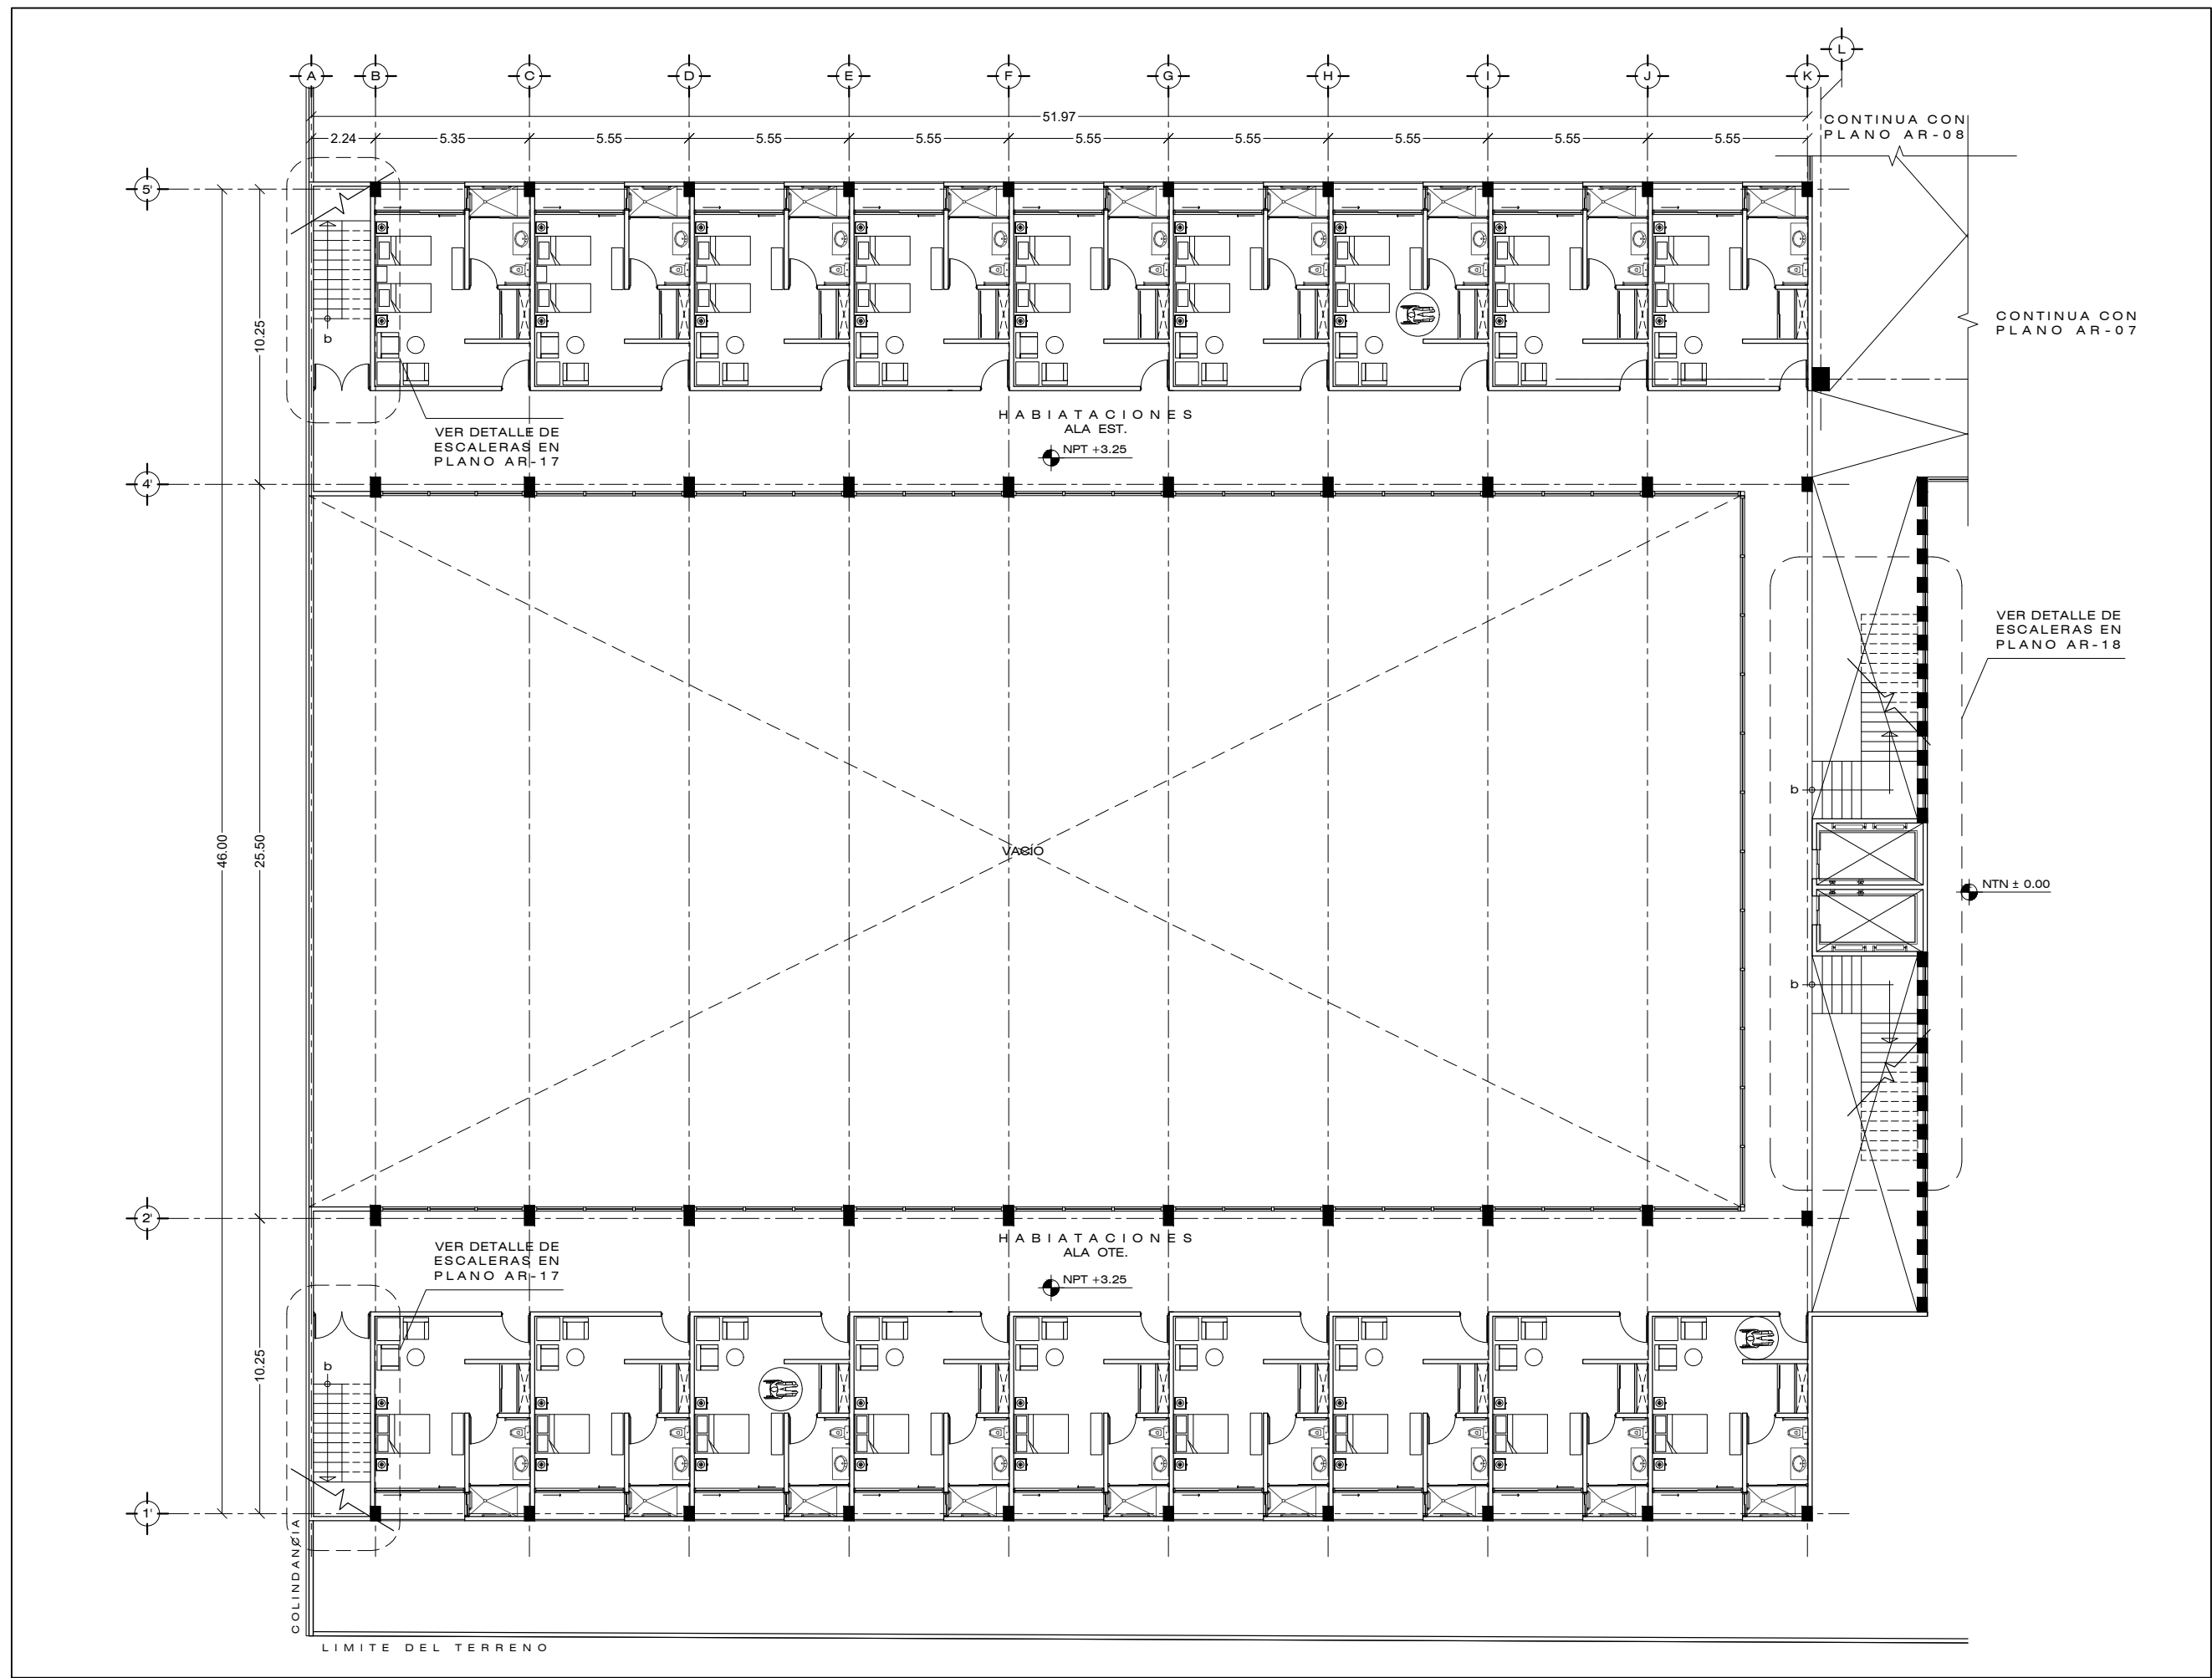 L
A B C D E F G H I J K
51.97
CONTINUA CON
PLANO AR-08
2.24 5.35 5.55 5.55 5.55 5.55 5.55 5.55 5.55 5.55
5'
10.25
CONTINUA CON
PLANO AR-07
b
HABIATACIONES
ALA EST.
NPT +3.25
VER DETALLE DE
ESCALERAS EN
PLANO AR-17
4'
VER DETALLE DE
ESCALERAS EN
PLANO AR-18
b
46.00
25.50
VACÍO
NTN ± 0.00
b
2'
HABIATACIONES
ALA OTE.
NPT +3.25
VER DETALLE DE
ESCALERAS EN
PLANO AR-17
b
10.25
1'
COLINDANCIA
LIMITE DEL TERRENO